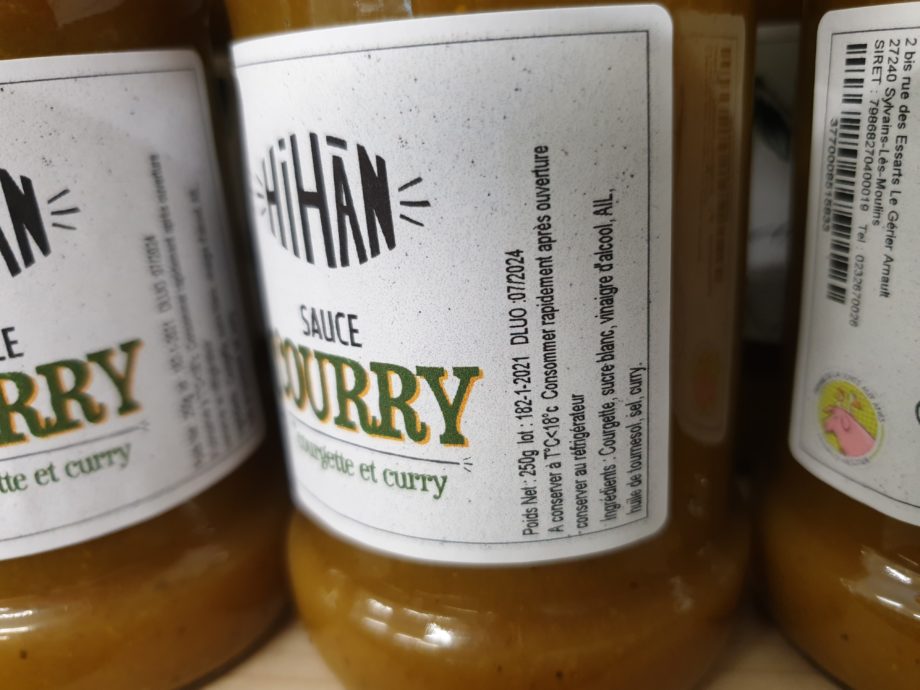 HiHĀN
SAUCE
COURRY
courgette et curry
Poids Net : 250g lot : 182-1-2021 DLUO :07/2024
A conserver à T°C<18°c Consommer rapidement après ouverture
conserver au réfrigérateur
Ingrédients : Courgette, sucre blanc, vinaigre d'alcool, AIL,
huile de tournesol, sel, curry.
RRY
tte et curry
2 bis rue des Essarts Le Gérier Arnault
27240 Sylvains-Lès-Moulins
SIRET : 79868270400019 Tel : 0232670026